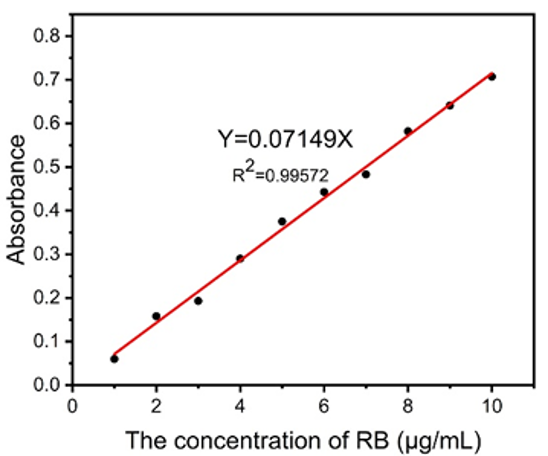 0.8
0.7
0.6
0.5
0.4
0.3
0.2
0.1
0.0
Absorbance
Y=0.07149X
R²=0.99572
0 2 4 6 8 10
The concentration of RB (μg/mL)